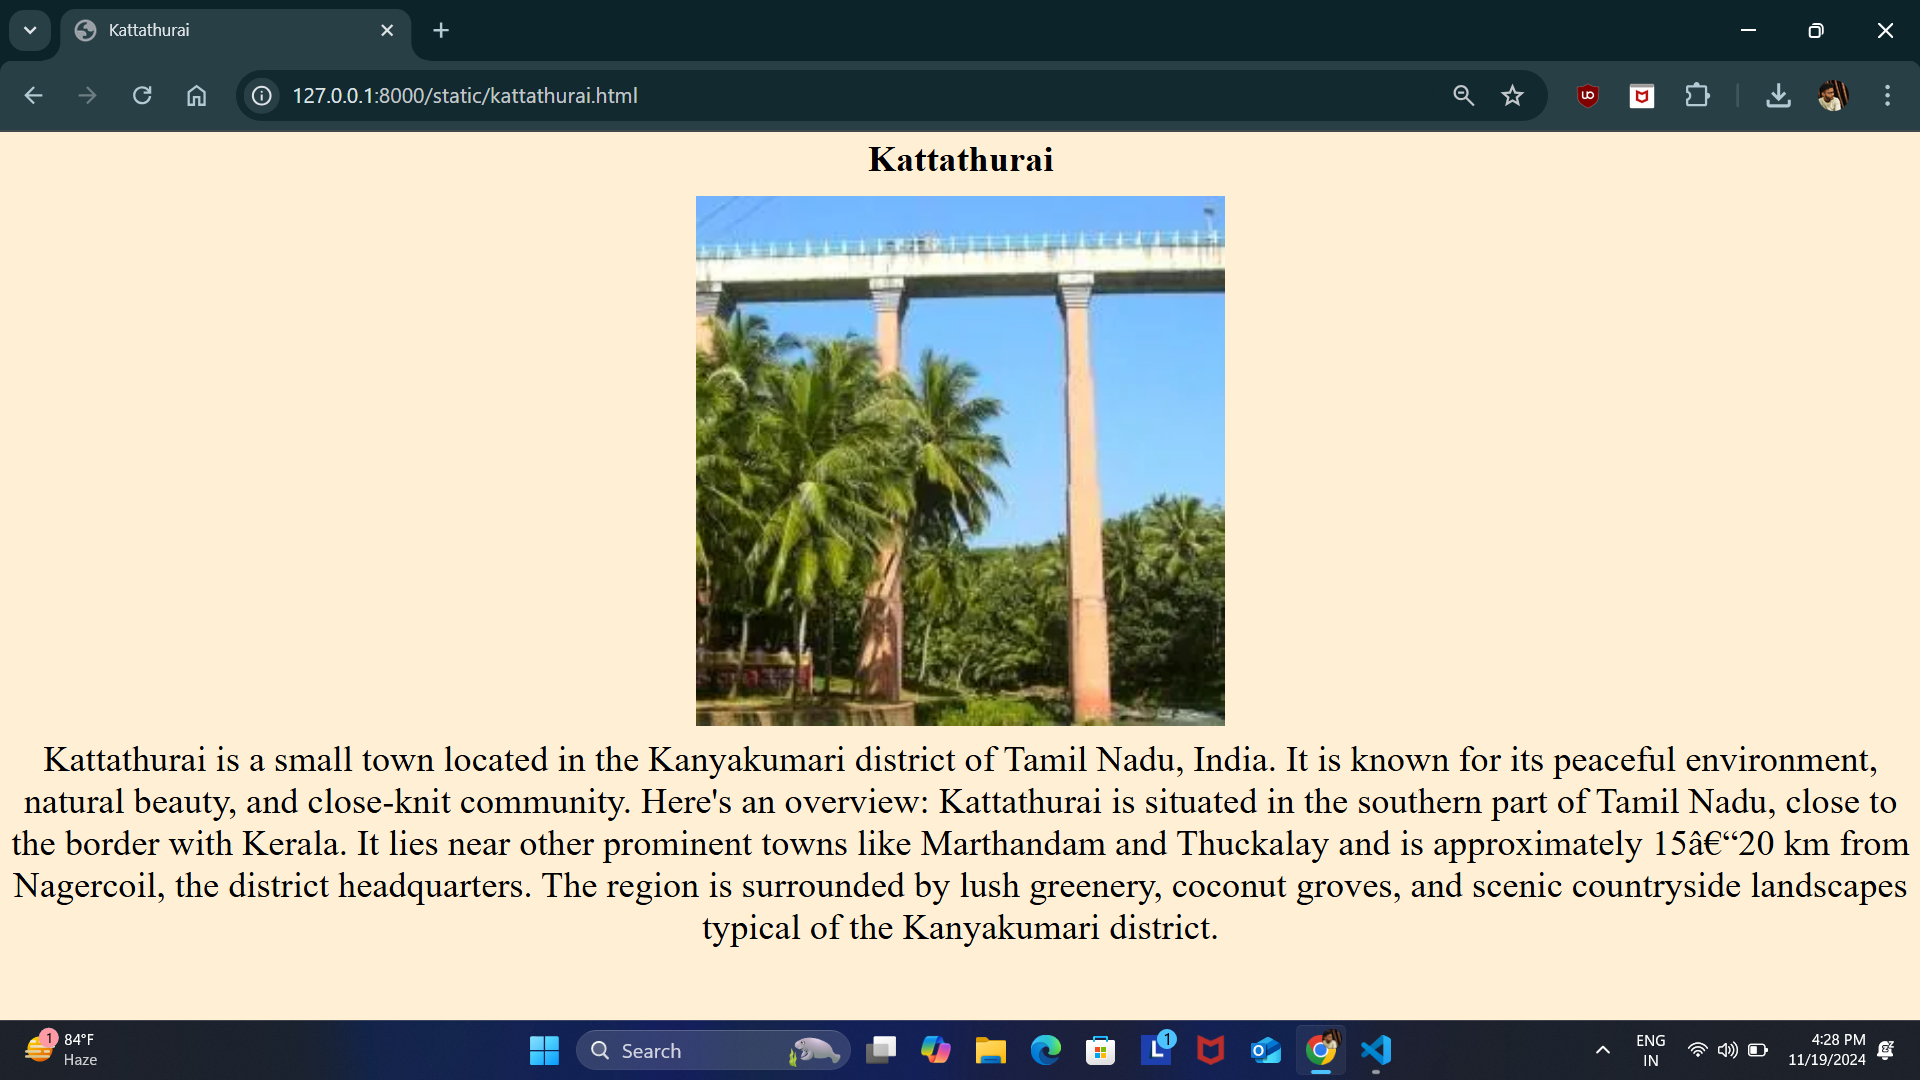 Kattathurai
127.0.0.1:8000/static/kattathurai.html
Kattathurai
Kattathurai is a small town located in the Kanyakumari district of Tamil Nadu, India. It is known for its peaceful environment,
natural beauty, and close-knit community. Here's an overview: Kattathurai is situated in the southern part of Tamil Nadu, close to
the border with Kerala. It lies near other prominent towns like Marthandam and Thuckalay and is approximately 15â€“20 km from
Nagercoil, the district headquarters. The region is surrounded by lush greenery, coconut groves, and scenic countryside landscapes
typical of the Kanyakumari district.
1
84°F
Haze
Search
L
1
ENG
IN
4:28 PM
11/19/2024